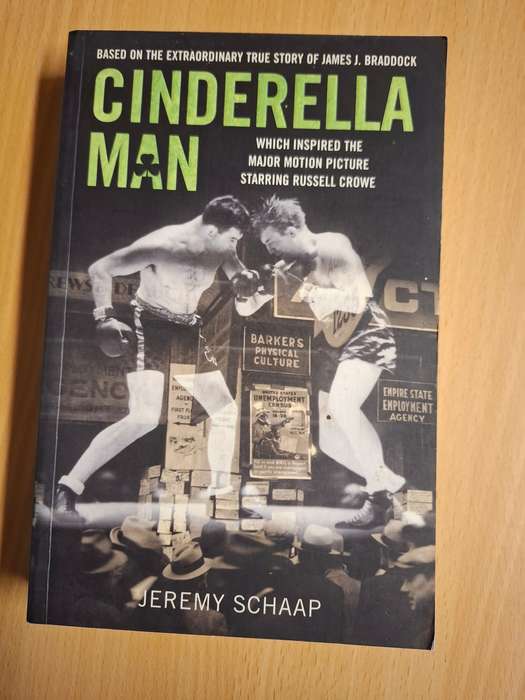 BASED ON THE EXTRAORDINARY TRUE STORY OF JAMES J. BRADDOCK
CINDERELLA
MAN
WHICH INSPIRED THE
MAJOR MOTION PICTURE
STARRING RUSSELL CROWE
BARKERS
PHYSICAL
CULTURE
UNEMPLOYMENT
CENSUS
EMPIRE STATE
EMPLOYMENT
AGENCY
JEREMY SCHAAP